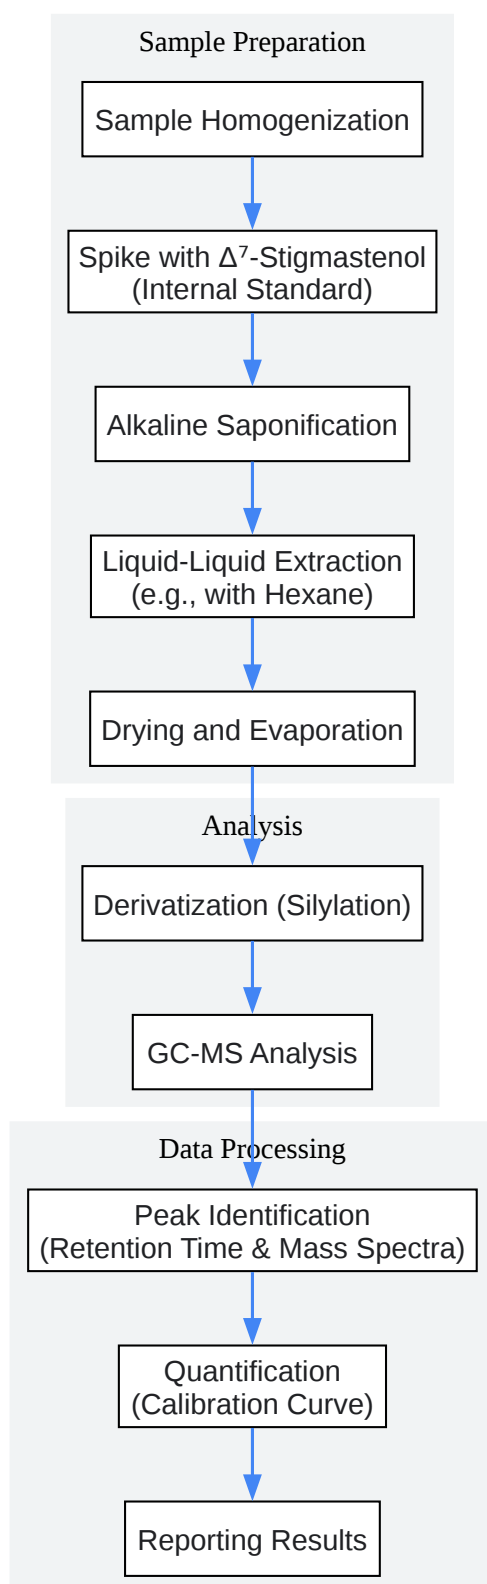 Sample Preparation
Sample Homogenization
Spike with Δ⁷-Stigmastenol
(Internal Standard)
Alkaline Saponification
Liquid-Liquid Extraction
(e.g., with Hexane)
Drying and Evaporation
Analysis
Derivatization (Silylation)
GC-MS Analysis
Data Processing
Peak Identification
(Retention Time & Mass Spectra)
Quantification
(Calibration Curve)
Reporting Results